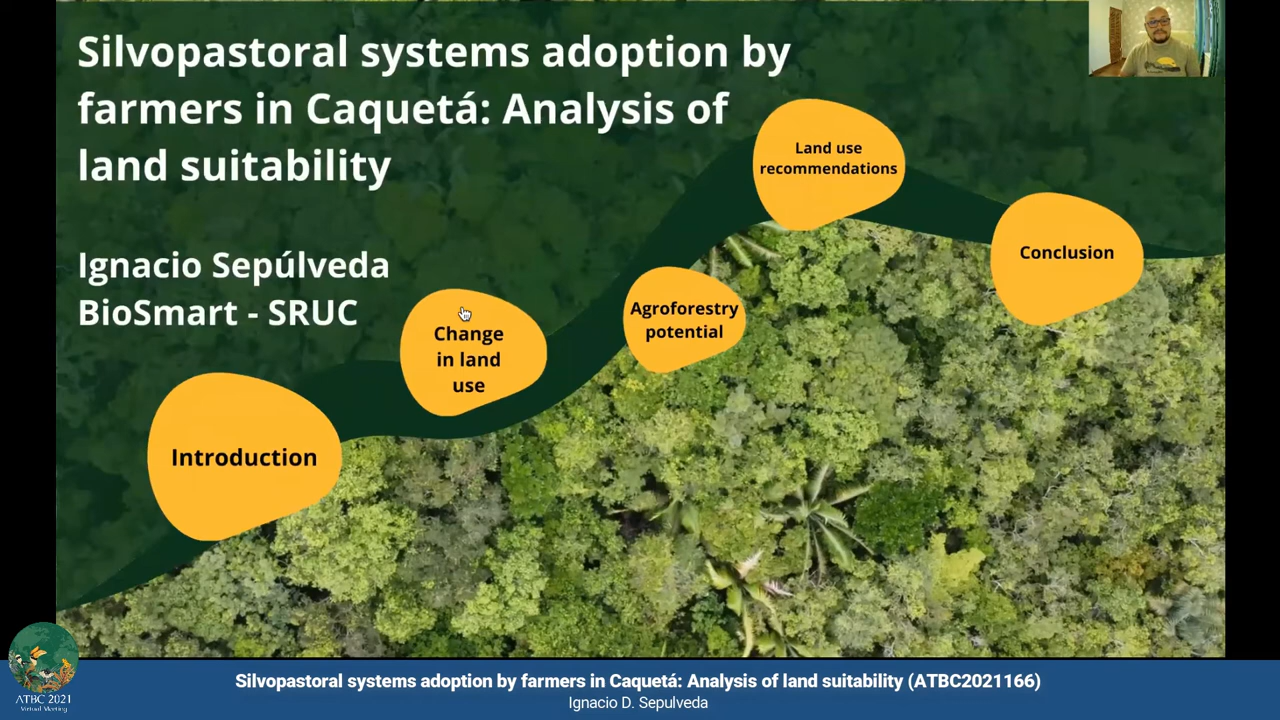 Silvopastoral systems adoption by
farmers in Caquetá: Analysis of
land suitability
Ignacio Sepúlveda
BioSmart - SRUC
Introduction
Change
in land
use
Agroforestry
potential
Land use
recommendations
Conclusion
ATBC 2021
Virtual Meeting
Silvopastoral systems adoption by farmers in Caquetá: Analysis of land suitability (ATBC2021166)
Ignacio D. Sepulveda